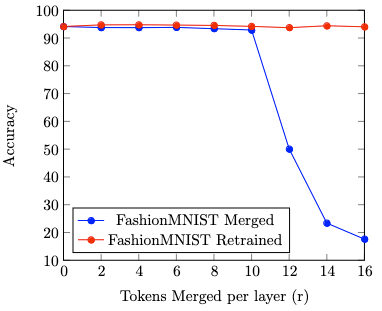 100
90
80
70
60
50
40
30
20
10
Accuracy
FashionMNIST Merged
FashionMNIST Retrained
0 2 4 6 8 10 12 14 16
Tokens Merged per layer (r)